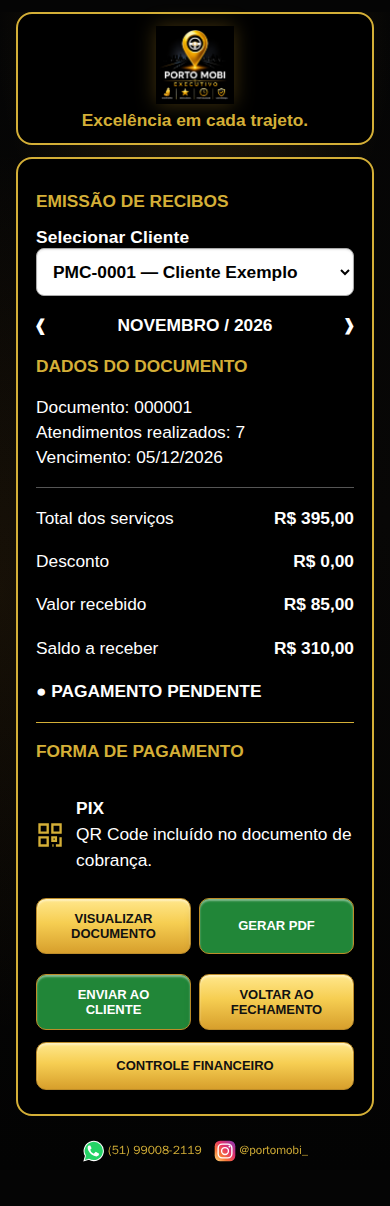 PORTO MOBI
EXECUTIVO
Excelência em cada trajeto.
EMISSÃO DE RECIBOS
Selecionar Cliente
PMC-0001 — Cliente Exemplo
❰ NOVEMBRO / 2026 ❱
DADOS DO DOCUMENTO
Documento: 000001
Atendimentos realizados: 7
Vencimento: 05/12/2026
Total dos serviços R$ 395,00
Desconto R$ 0,00
Valor recebido R$ 85,00
Saldo a receber R$ 310,00
● PAGAMENTO PENDENTE
FORMA DE PAGAMENTO
PIX
QR Code incluído no documento de
cobrança.
VISUALIZAR
DOCUMENTO
GERAR PDF
ENVIAR AO
CLIENTE
VOLTAR AO
FECHAMENTO
CONTROLE FINANCEIRO
(51) 99008-2119 @portomobi_